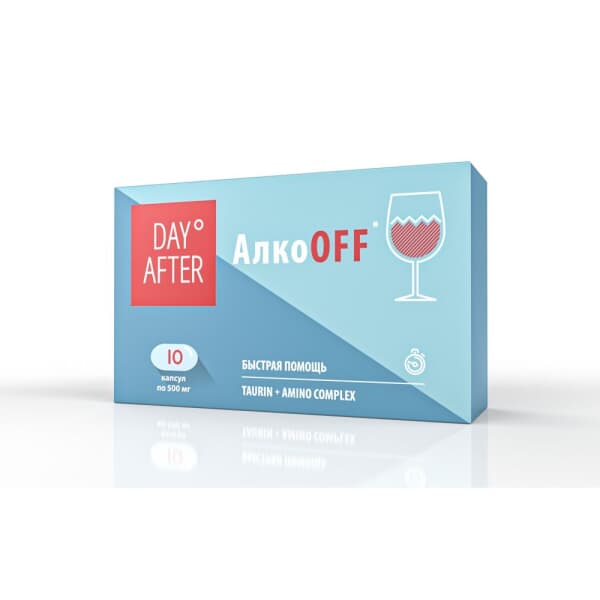 DAY°
AFTER
АлкоOFF®
10
капсул
по 500 мг
БЫСТРАЯ ПОМОЩЬ
TAURIN + AMINO COMPLEX